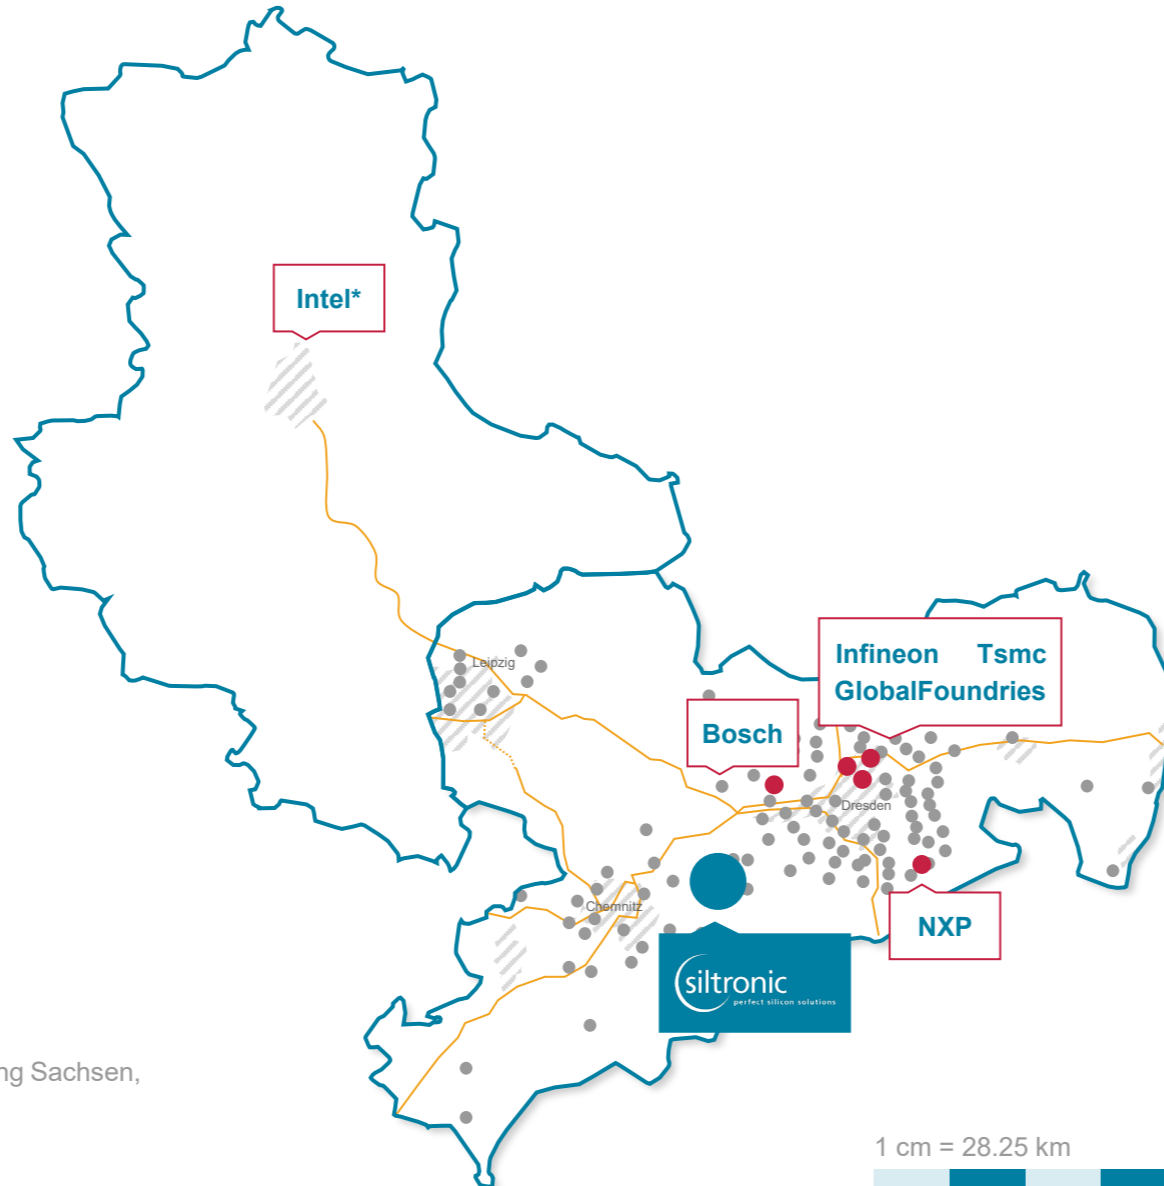 Intel*
Leipzig
Infineon Tsmc
GlobalFoundries
Bosch
Dresden
Chemnitz
NXP
siltronic
perfect silicon solutions
ng Sachsen,
1 cm = 28.25 km